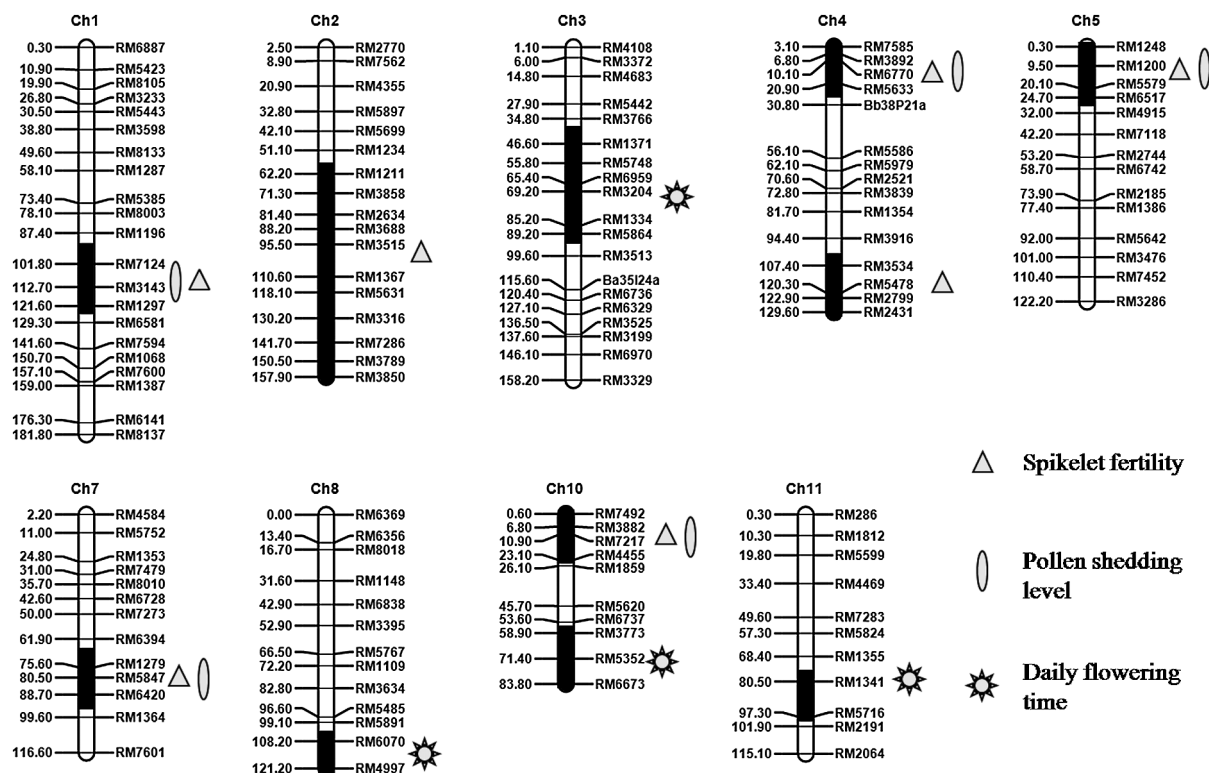 Ch1
0.30 RM6887
10.90 RM5423
19.90 RM8105
26.80 RM3233
30.50 RM5443
38.80 RM3598
49.60 RM8133
58.10 RM1287
73.40 RM5385
78.10 RM8003
87.40 RM1196
101.80 RM7124
112.70 RM3143
121.60 RM1297
129.30 RM6581
141.60 RM7594
150.70 RM1068
157.10 RM7600
159.00 RM1387
176.30 RM6141
181.80 RM8137
Ch2
2.50 RM2770
8.90 RM7562
20.90 RM4355
32.80 RM5897
42.10 RM5699
51.10 RM1234
62.20 RM1211
71.30 RM3858
81.40 RM2634
88.20 RM3688
95.50 RM3515
110.60 RM1367
118.10 RM5631
130.20 RM3316
141.70 RM7286
150.50 RM3789
157.90 RM3850
Ch3
1.10 RM4108
6.00 RM3372
14.80 RM4683
27.90 RM5442
34.80 RM3766
46.60 RM1371
55.80 RM5748
65.40 RM6959
69.20 RM3204
85.20 RM1334
89.20 RM5864
99.60 RM3513
115.60 Ba35I24a
120.40 RM6736
127.10 RM6329
136.50 RM3525
137.60 RM3199
146.10 RM6970
158.20 RM3329
Ch4
3.10 RM7585
6.80 RM3892
10.10 RM6770
20.90 RM5633
30.80 Bb38P21a
56.10 RM5586
62.10 RM5979
70.60 RM2521
72.80 RM3839
81.70 RM1354
94.40 RM3916
107.40 RM3534
120.30 RM5478
122.90 RM2799
129.60 RM2431
Ch5
0.30 RM1248
9.50 RM1200
20.10 RM5579
24.70 RM6517
32.00 RM4915
42.20 RM7118
53.20 RM2744
58.70 RM6742
73.90 RM2185
77.40 RM1386
92.00 RM5642
101.00 RM3476
110.40 RM7452
122.20 RM3286
Ch7
2.20 RM4584
11.00 RM5752
24.80 RM1353
31.00 RM7479
35.70 RM8010
42.60 RM6728
50.00 RM7273
61.90 RM6394
75.60 RM1279
80.50 RM5847
88.70 RM6420
99.60 RM1364
116.60 RM7601
Ch8
0.00 RM6369
13.40 RM6356
16.70 RM8018
31.60 RM1148
42.90 RM6838
52.90 RM3395
66.50 RM5767
72.20 RM1109
82.80 RM3634
96.60 RM5485
99.10 RM5891
108.20 RM6070
121.20 RM4997
Ch10
0.60 RM7492
6.80 RM3882
10.90 RM7217
23.10 RM4455
26.10 RM1859
45.70 RM5620
53.60 RM6737
58.90 RM3773
71.40 RM5352
83.80 RM6673
Ch11
0.30 RM286
10.30 RM1812
19.80 RM5599
33.40 RM4469
49.60 RM7283
57.30 RM5824
68.40 RM1355
80.50 RM1341
97.30 RM5716
101.90 RM2191
115.10 RM2064
Spikelet fertility
Pollen shedding
level
Daily flowering
time